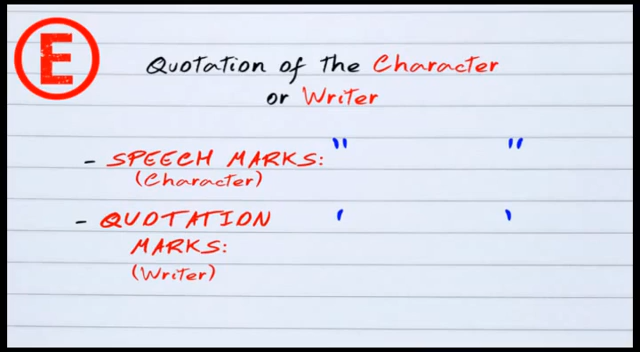 E
Quotation of the Character
or Writer
- SPEECH MARKS: " "
(Character)
- QUOTATION ' '
MARKS:
(Writer)